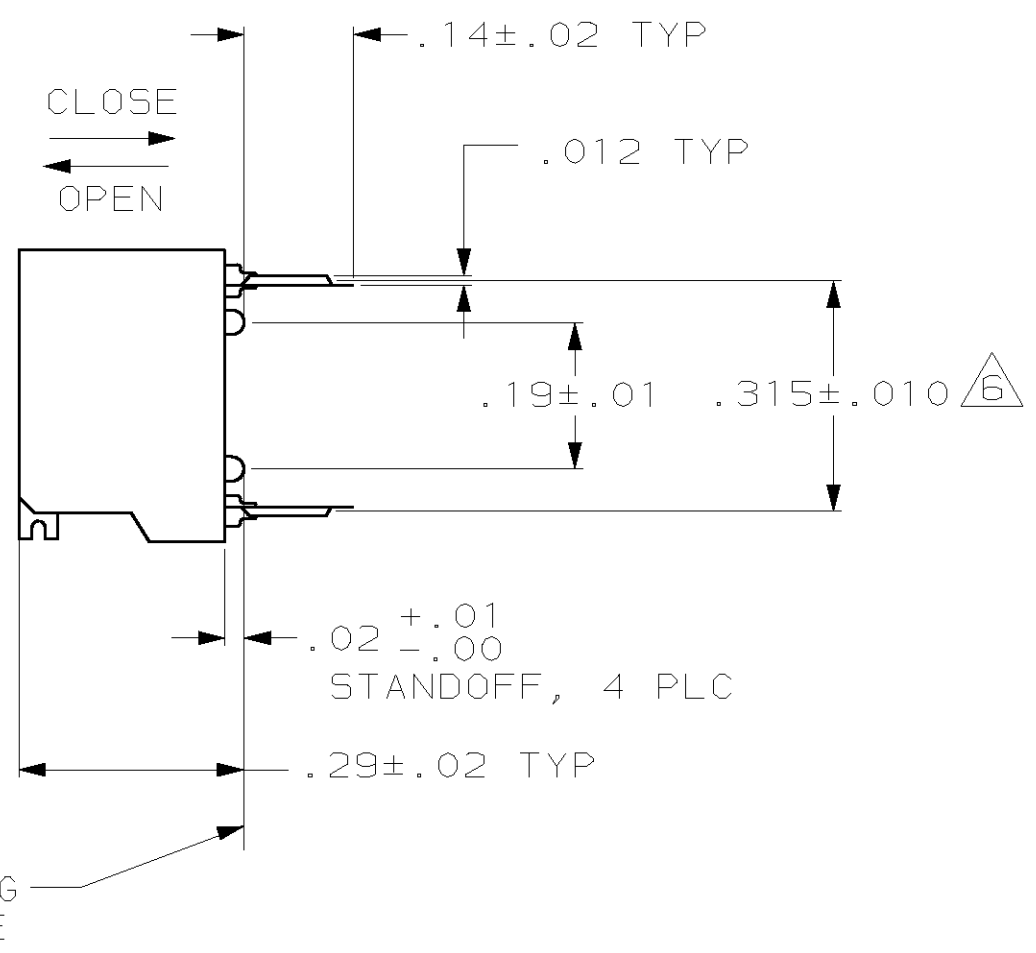 .14±.02 TYP
CLOSE
.012 TYP
OPEN
.19±.01
.315±.010
6
.02 +.01
-.00
STANDOFF, 4 PLC
.29±.02 TYP
G
E